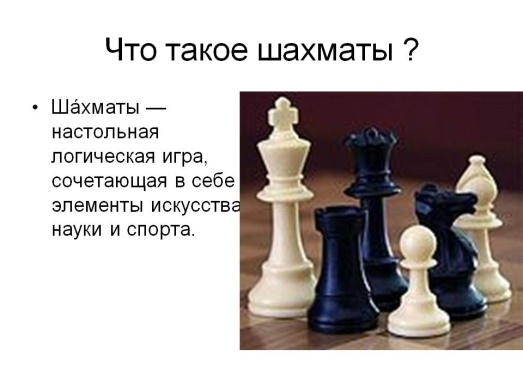 Что такое шахматы ?
• Ша́хматы —
настольная
логическая игра,
сочетающая в себе
элементы искусства,
науки и спорта.